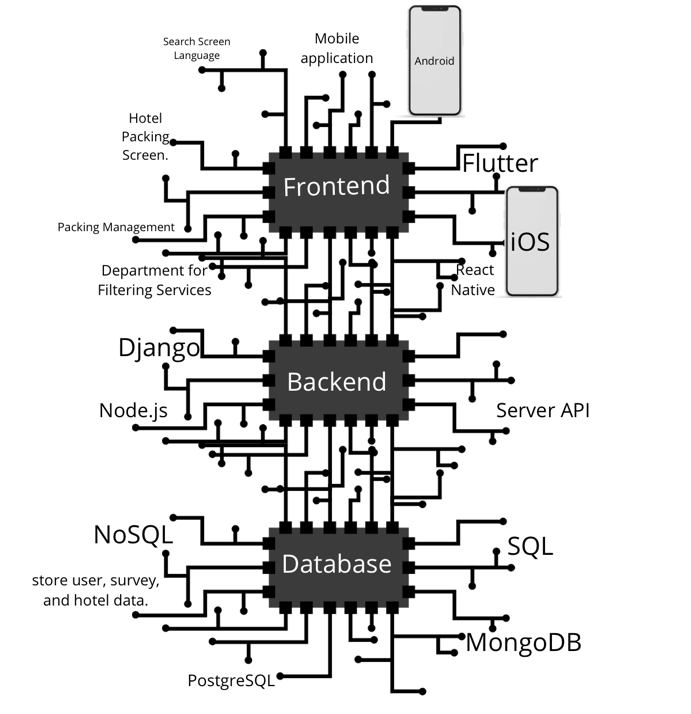 Search Screen
Language
Mobile
application
Android
Hotel
Packing
Screen.
Flutter
Frontend
Packing Management
iOS
Department for
Filtering Services
React
Native
Django
Backend
Node.js
Server API
NoSQL
SQL
Database
store user, survey,
and hotel data.
MongoDB
PostgreSQL